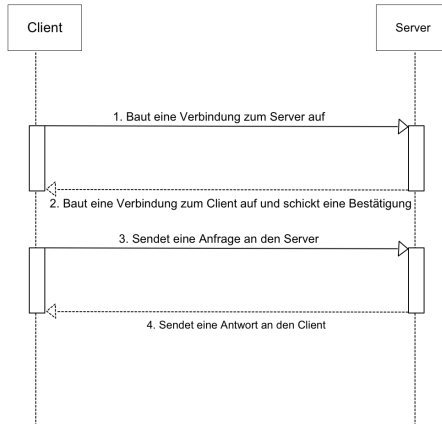 Client
Server
1. Baut eine Verbindung zum Server auf
2. Baut eine Verbindung zum Client auf und schickt eine Bestätigung
3. Sendet eine Anfrage an den Server
4. Sendet eine Antwort an den Client